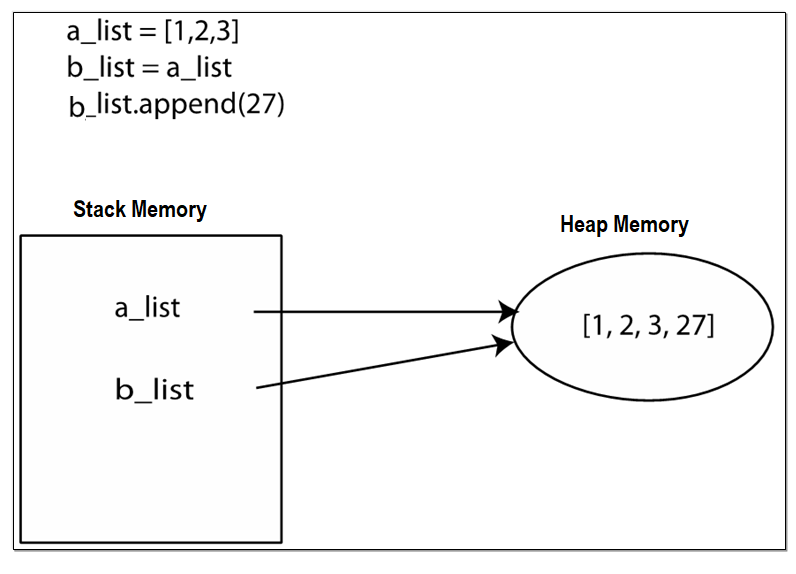 a_list = [1,2,3]
b_list = a_list
b_list.append(27)
Stack Memory
Heap Memory
a_list
[1, 2, 3, 27]
b_list